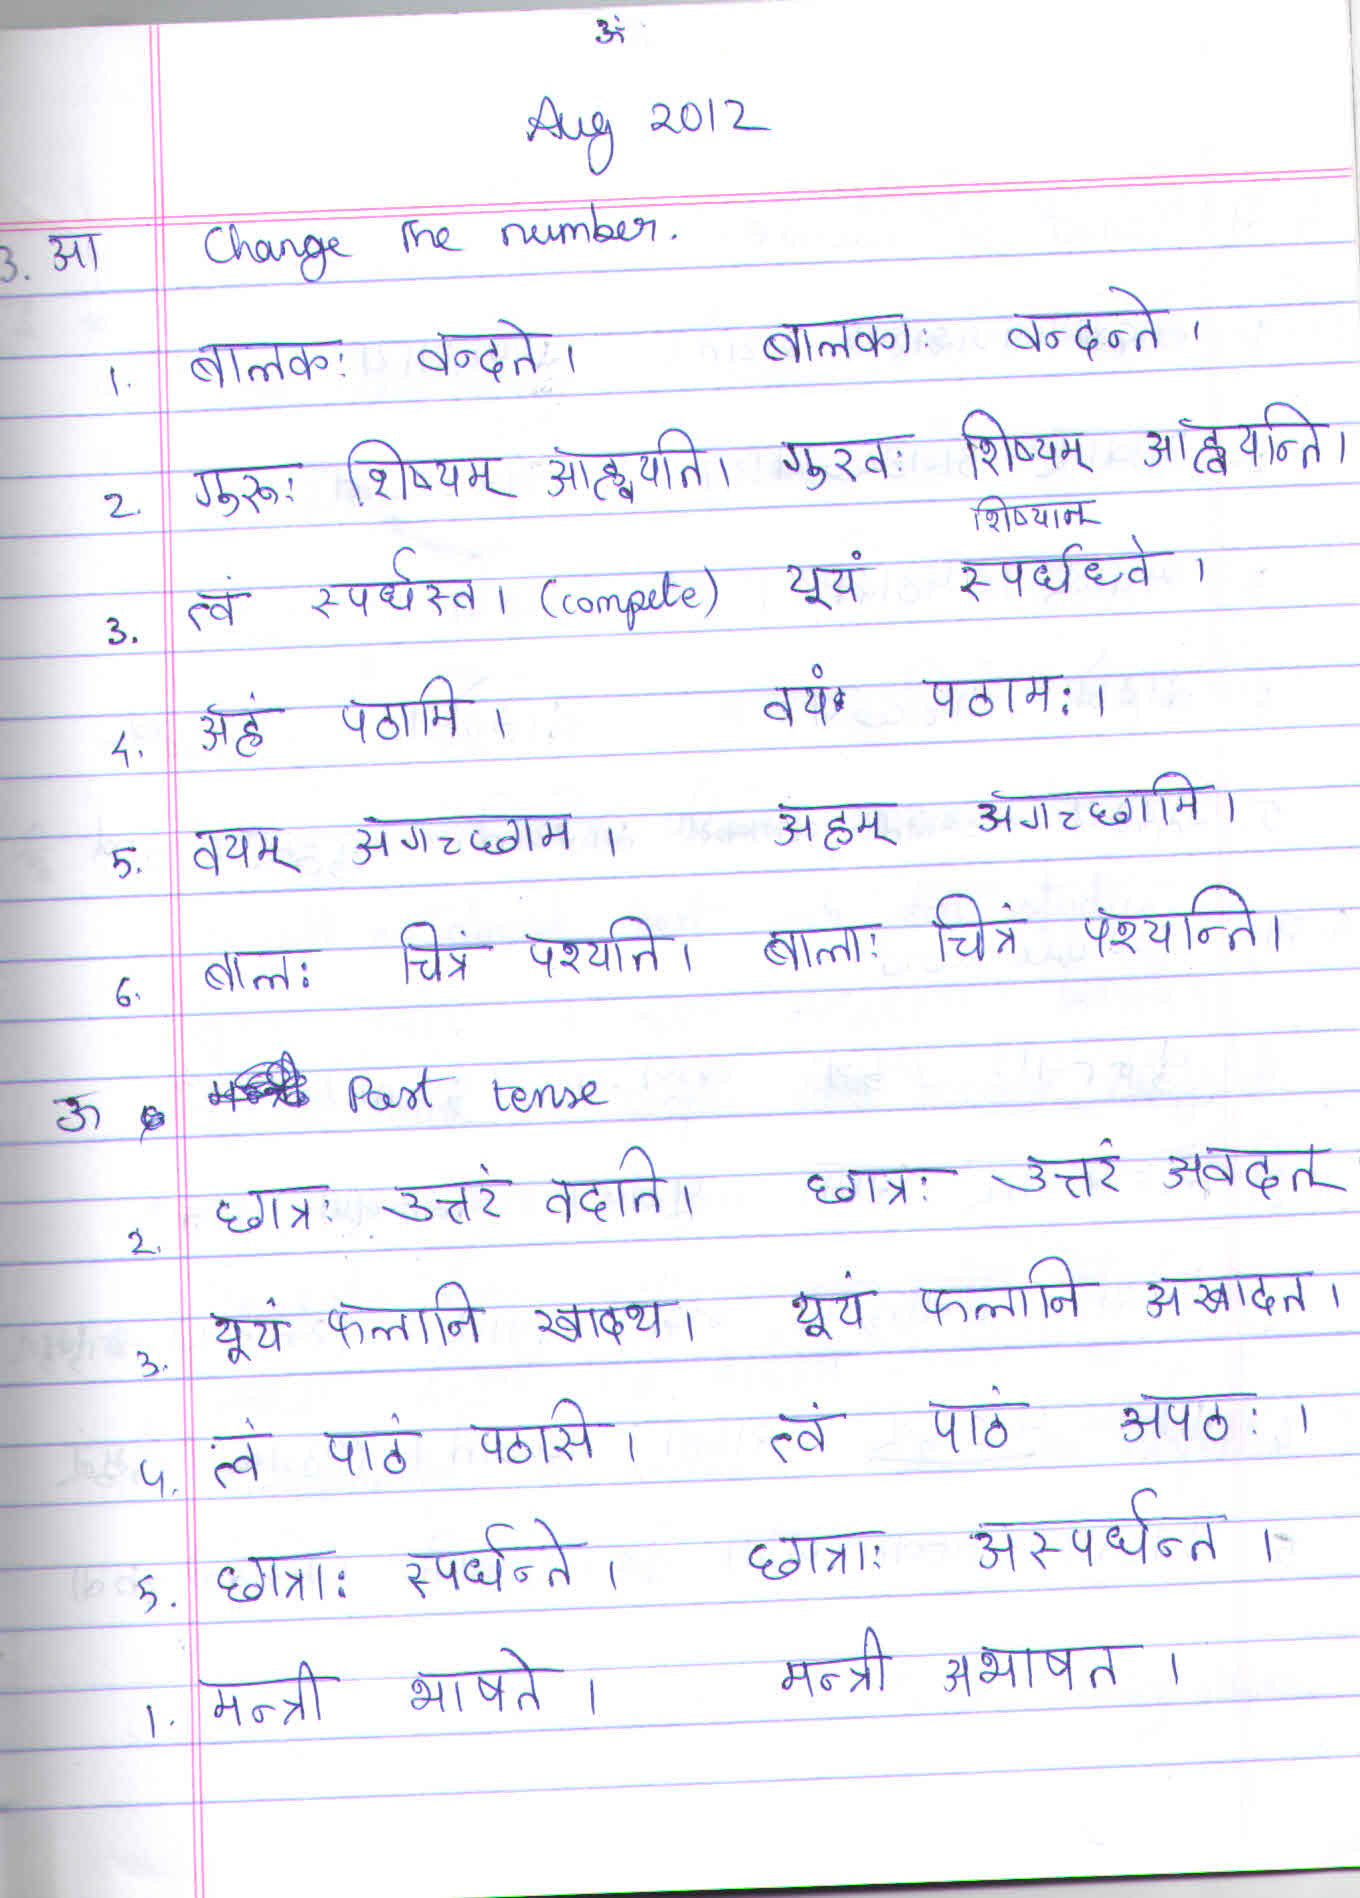 ॐ
Aug 2012
3. आ Change the number.
1. बालकः वन्दते। बालकाः वन्दन्ते।
2. गुरुः शिष्यम् आह्वयति। गुरवः शिष्यम् आह्वयन्ति।
शिष्यान्
3. त्वं स्पर्धस्त। (compete) यूयं स्पर्धध्वे।
4. अहं पठामि। वयं पठामः।
5. वयम् अगच्छाम। अहम् अगच्छामि।
6. बालः चित्रं पश्यति। बालाः चित्रं पश्यन्ति।
ऊ Past tense
2. छात्रः उत्तरं वदति। छात्रः उत्तरं अवदत्
3. यूयं फलानि खादथ। यूयं फलानि अखादत।
4. त्वं पाठं पठसि। त्वं पाठं अपठः।
5. छात्राः स्पर्धन्ते। छात्राः अस्पर्धन्त।
1. मन्त्री भाषते। मन्त्री अभाषत।